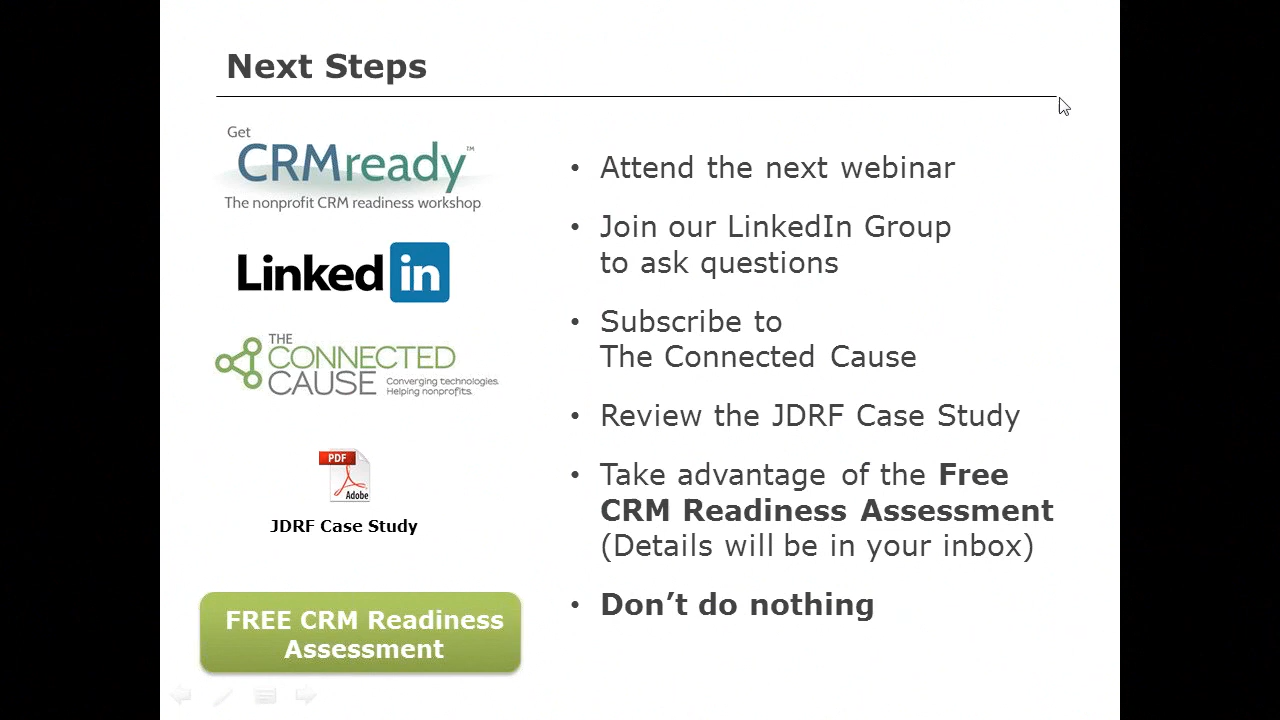 Next Steps
Get
CRMready™
The nonprofit CRM readiness workshop
Linked in
THE
CONNECTED
CAUSE
Converging technologies.
Helping nonprofits.
PDF
Adobe
JDRF Case Study
FREE CRM Readiness
Assessment
• Attend the next webinar
• Join our LinkedIn Group
to ask questions
• Subscribe to
The Connected Cause
• Review the JDRF Case Study
• Take advantage of the Free
CRM Readiness Assessment
(Details will be in your inbox)
• Don’t do nothing